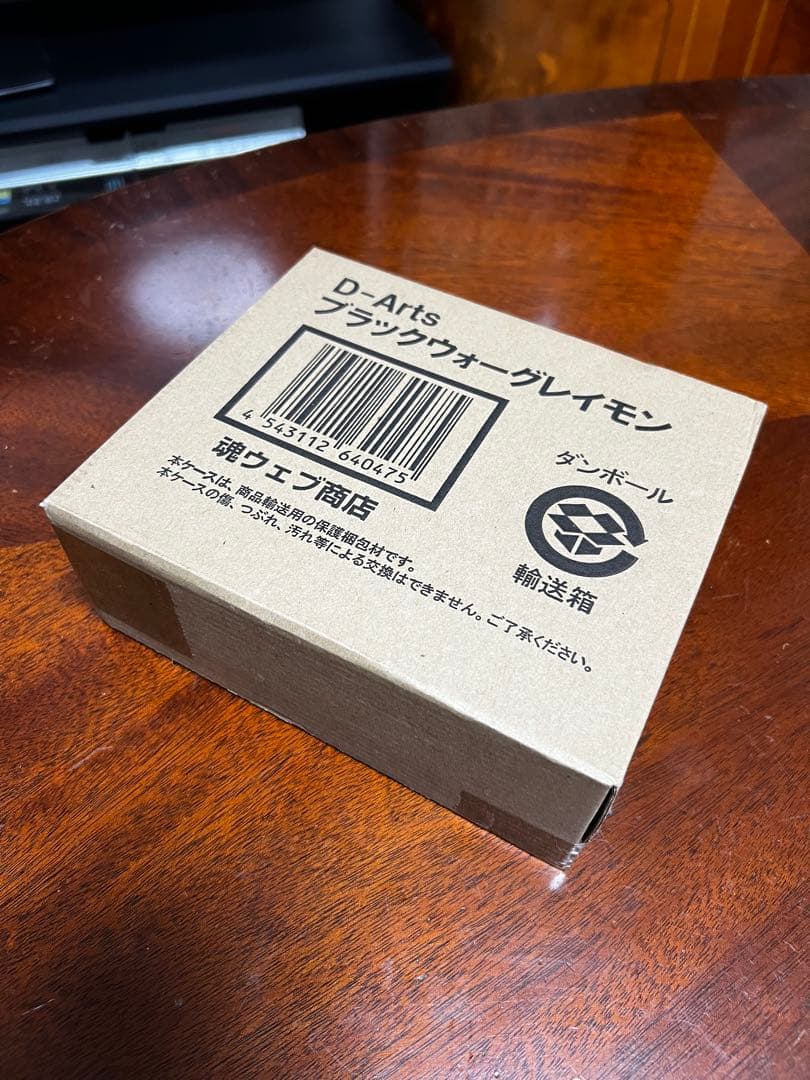 D-Arts
ブラックウォーグレイモン
4 543112 640475
魂ウェブ商店
本ケースは、商品輸送用の保護梱包材です。
本ケースの傷、つぶれ、汚れ等による交換はできません。ご了承ください。
ダンボール
輸送箱